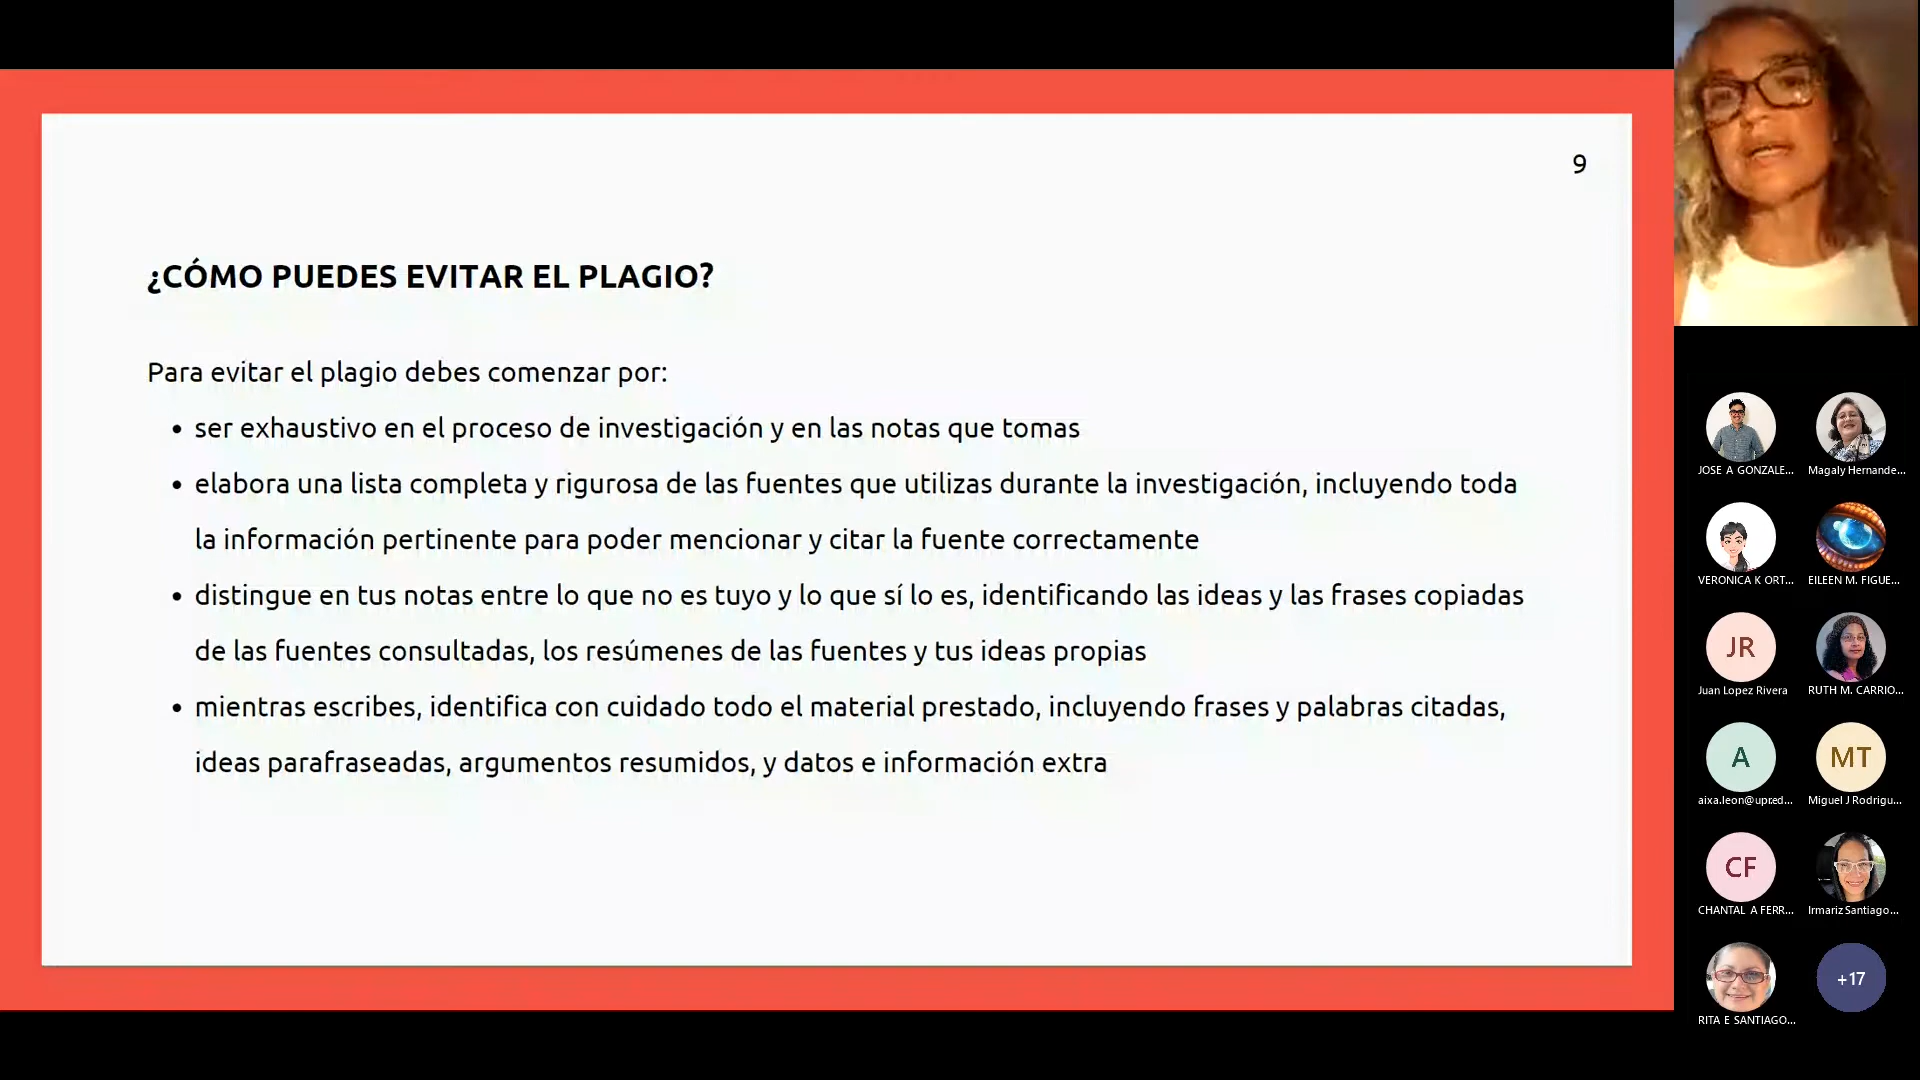 9
¿CÓMO PUEDES EVITAR EL PLAGIO?
Para evitar el plagio debes comenzar por:
• ser exhaustivo en el proceso de investigación y en las notas que tomas
• elabora una lista completa y rigurosa de las fuentes que utilizas durante la investigación, incluyendo toda
la información pertinente para poder mencionar y citar la fuente correctamente
• distingue en tus notas entre lo que no es tuyo y lo que sí lo es, identificando las ideas y las frases copiadas
de las fuentes consultadas, los resúmenes de las fuentes y tus ideas propias
• mientras escribes, identifica con cuidado todo el material prestado, incluyendo frases y palabras citadas,
ideas parafraseadas, argumentos resumidos, y datos e información extra
JOSE A GONZALE...
Magaly Hernande...
VERONICA K ORT...
EILEEN M. FIGUE...
JR
Juan Lopez Rivera
RUTH M. CARRIO...
A
aixa.leon@upr.ed...
MT
Miguel J Rodrigu...
CF
CHANTAL A FERR...
Irmariz Santiago...
RITA E SANTIAGO...
+17